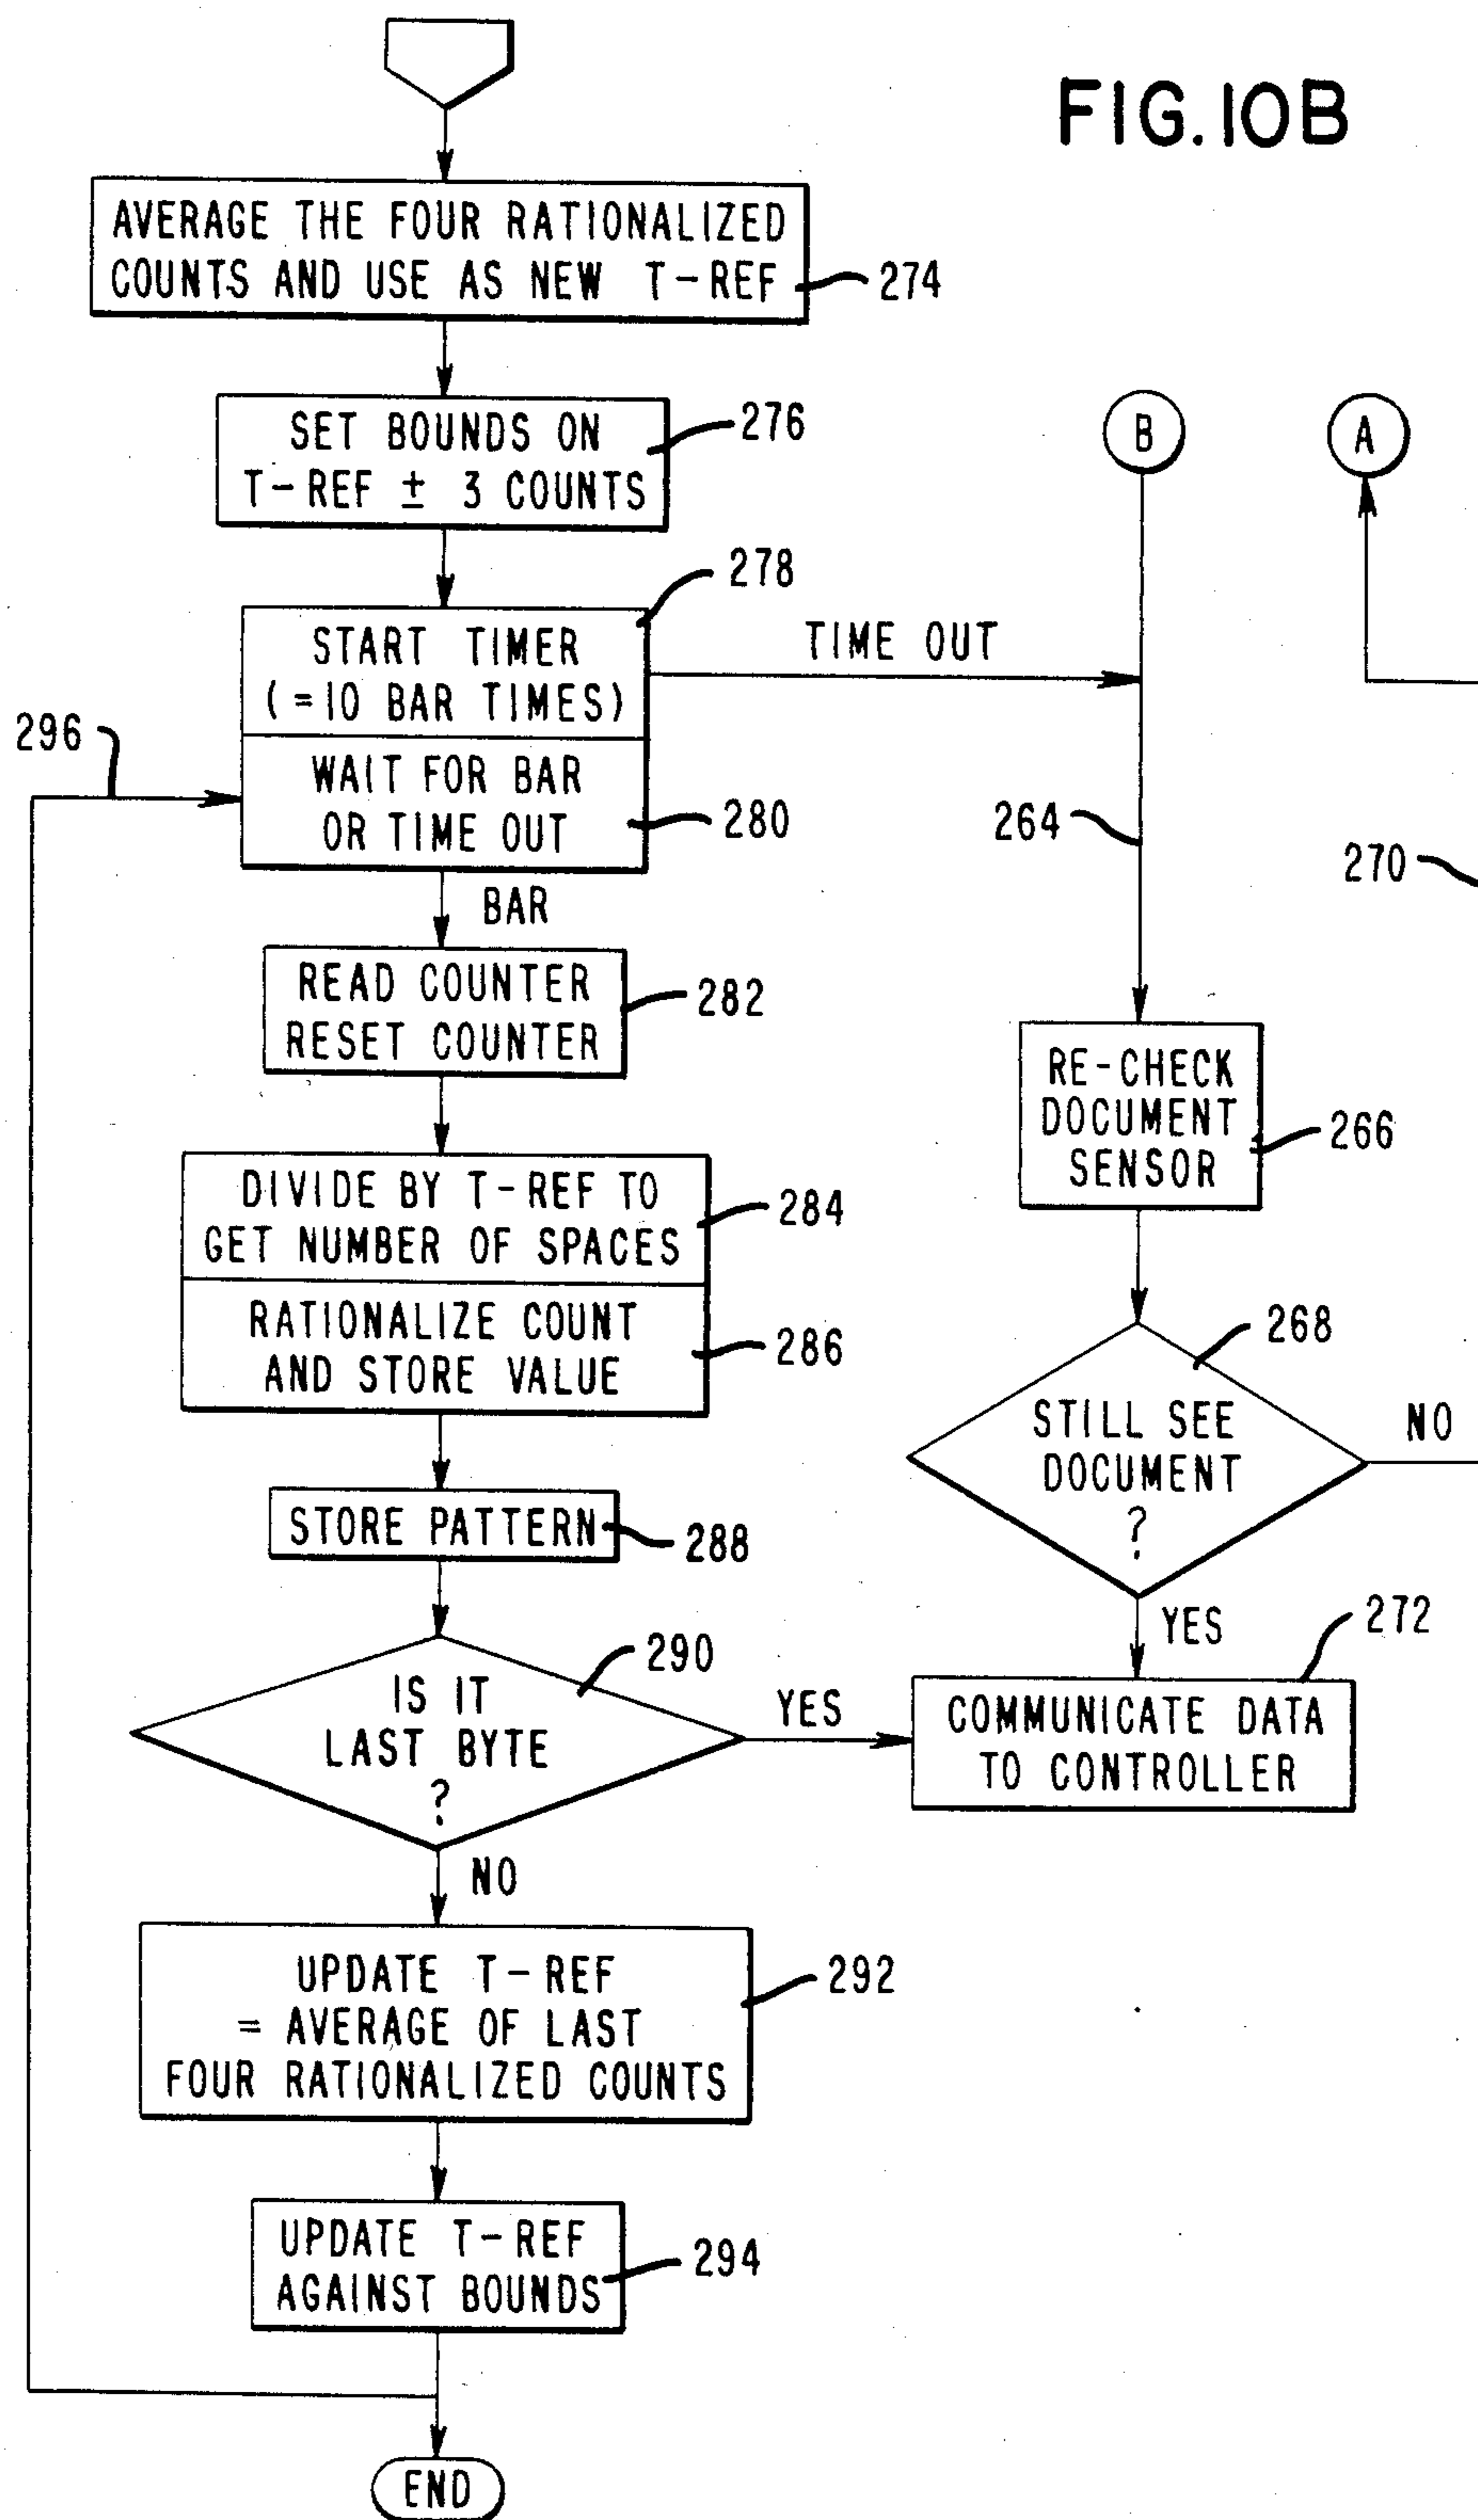 FIG. 10B
AVERAGE THE FOUR RATIONALIZED
COUNTS AND USE AS NEW T-REF
274
SET BOUNDS ON
T-REF ± 3 COUNTS
276
B
A
278
START TIMER
(=10 BAR TIMES)
TIME OUT
296
WAIT FOR BAR
OR TIME OUT
280
264
270
BAR
READ COUNTER
RESET COUNTER
282
RE-CHECK
DOCUMENT
SENSOR
266
DIVIDE BY T-REF TO
GET NUMBER OF SPACES
284
RATIONALIZE COUNT
AND STORE VALUE
286
268
STILL SEE
DOCUMENT
?
NO
STORE PATTERN
288
YES
272
290
IS IT
LAST BYTE
?
YES
COMMUNICATE DATA
TO CONTROLLER
NO
UPDATE T-REF
= AVERAGE OF LAST
FOUR RATIONALIZED COUNTS
292
UPDATE T-REF
AGAINST BOUNDS
294
END